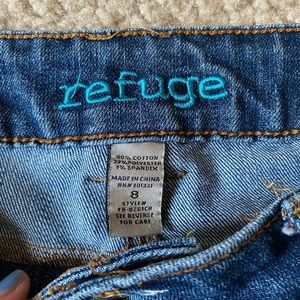 refuge
60% COTTON
39% POLYESTER
1% SPANDEX
MADE IN CHINA
8
STYLE#
SEE REVERSE
FOR CARE